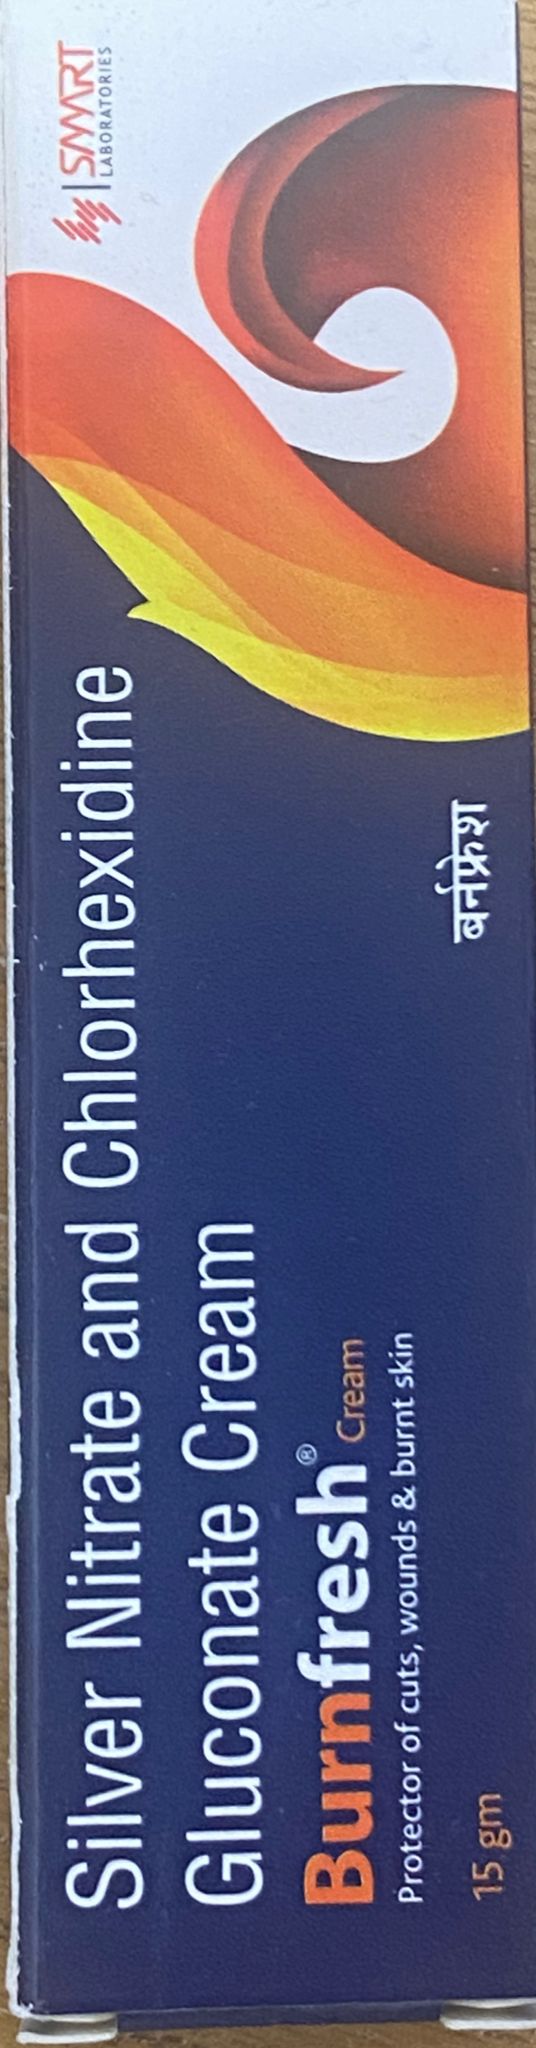 SMART
LABORATORIES
Silver Nitrate and Chlorhexidine
Gluconate Cream
Burnfresh® Cream
Protector of cuts, wounds & burnt skin
15 gm
बर्नफ्रेश